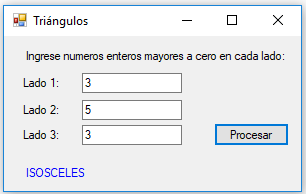 Triángulos
Ingrese numeros enteros mayores a cero en cada lado:
Lado 1: 3
Lado 2: 5
Lado 3: 3 Procesar
ISOSCELES